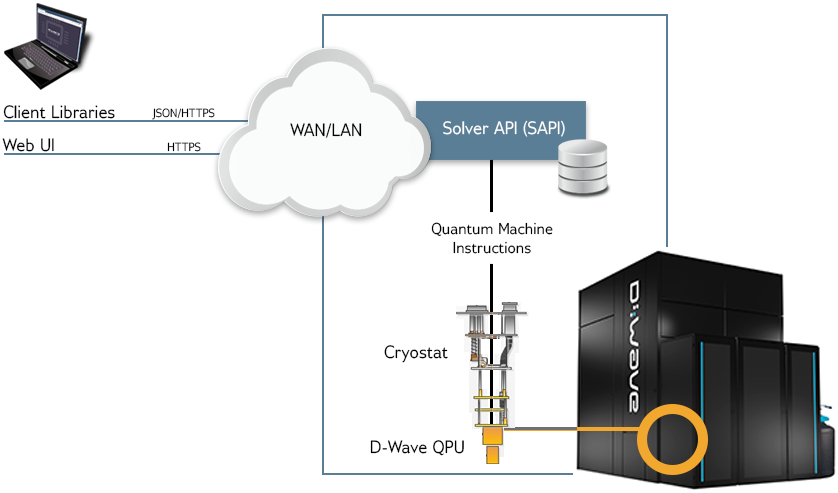 Client Libraries
JSON/HTTPS
Web UI
HTTPS
WAN/LAN
Solver API (SAPI)
Quantum Machine
Instructions
Cryostat
D-Wave QPU
D:wave